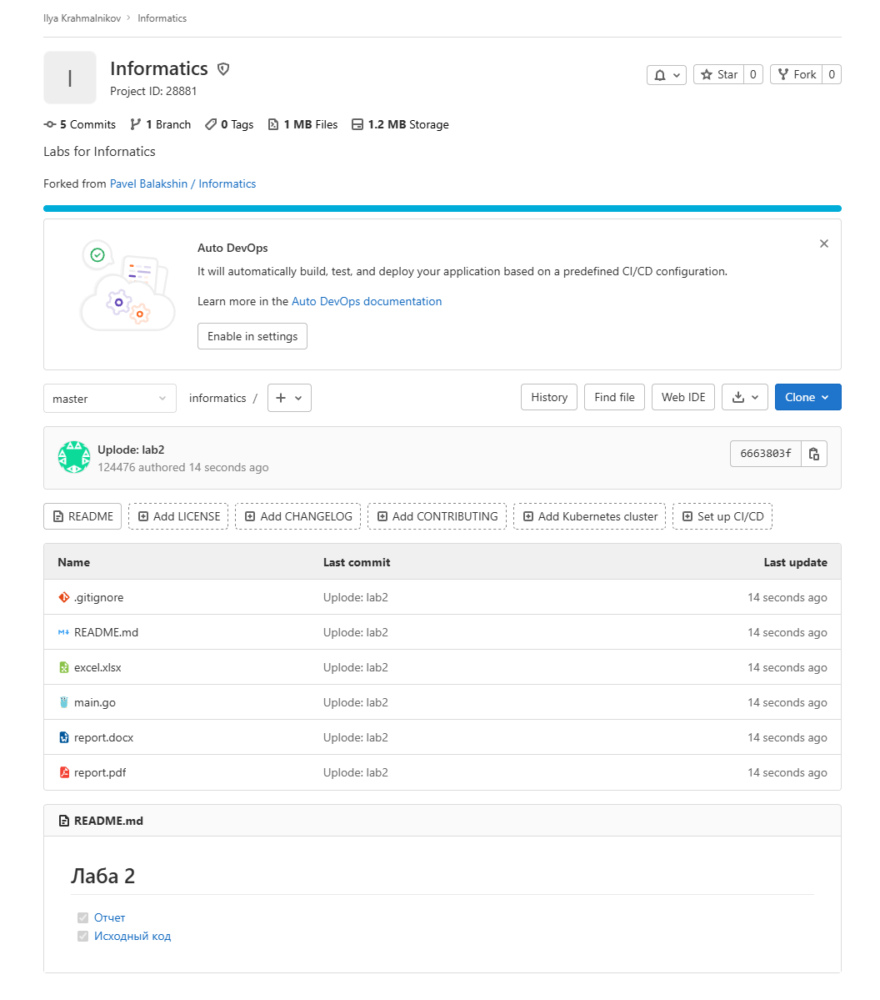 Ilya Krahmalnikov > Informatics
I
Informatics
Project ID: 28881
Star 0
Fork 0
5 Commits 1 Branch 0 Tags 1 MB Files 1.2 MB Storage
Labs for Infornatics
Forked from Pavel Balakshin / Informatics
Auto DevOps
It will automatically build, test, and deploy your application based on a predefined CI/CD configuration.
Learn more in the Auto DevOps documentation
Enable in settings
master informatics / + History Find file Web IDE Clone
Uplode: lab2
124476 authored 14 seconds ago
6663803f
README Add LICENSE Add CHANGELOG Add CONTRIBUTING Add Kubernetes cluster Set up CI/CD
Name Last commit Last update
.gitignore Uplode: lab2 14 seconds ago
README.md Uplode: lab2 14 seconds ago
excel.xlsx Uplode: lab2 14 seconds ago
main.go Uplode: lab2 14 seconds ago
report.docx Uplode: lab2 14 seconds ago
report.pdf Uplode: lab2 14 seconds ago
README.md
Лаба 2
Отчет
Исходный код